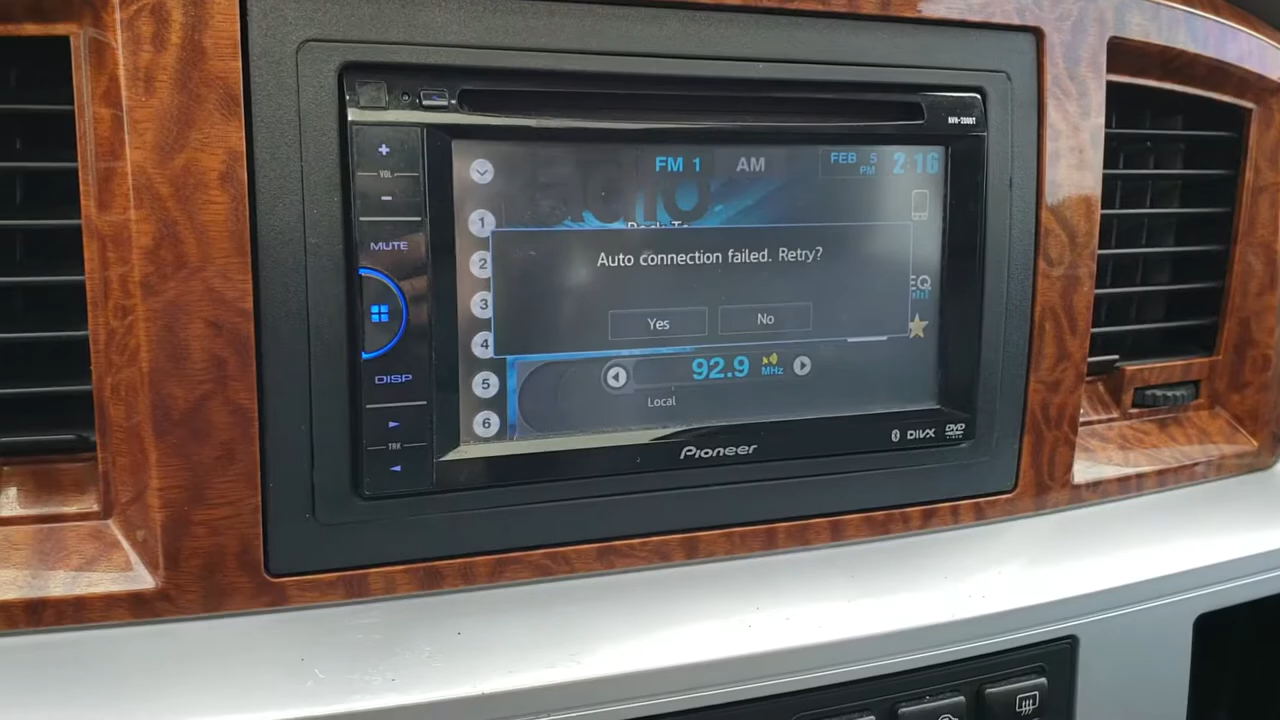 AVH-200BT
+
VOL
-
MUTE
DISP
TRK
FM 1
AM
FEB 5
PM
2:16
1
2
3
4
5
6
Auto connection failed. Retry?
Yes
No
EQ
92.9
MHz
Local
Pioneer
DIVX
DVD
VIDEO